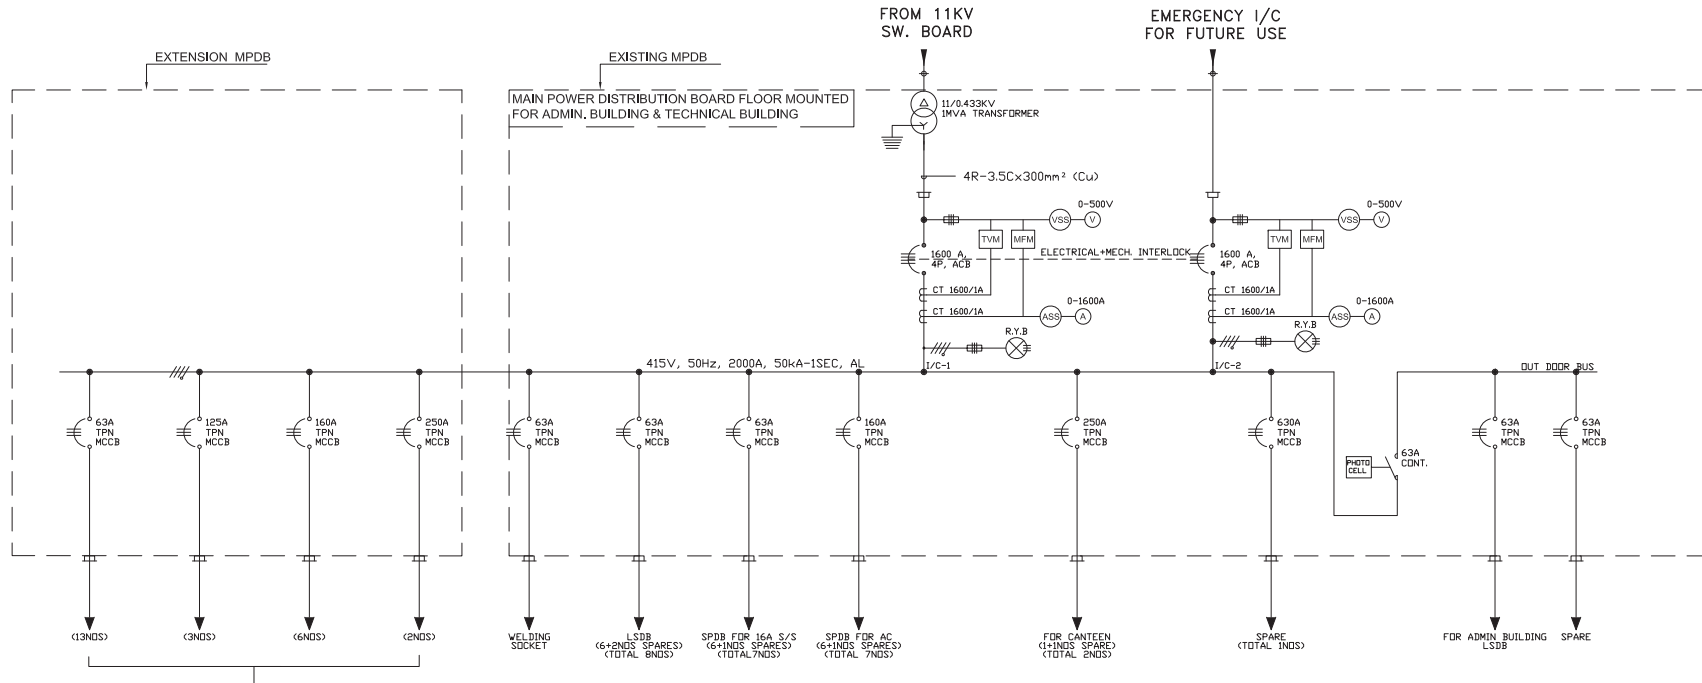 FROM 11KV
SW. BOARD
EMERGENCY I/C
FOR FUTURE USE
EXTENSION MPDB
EXISTING MPDB
MAIN POWER DISTRIBUTION BOARD FLOOR MOUNTED
FOR ADMIN. BUILDING & TECHNICAL BUILDING
11/0.433KV
1MVA TRANSFORMER
4R-3.5Cx300mm² (Cu)
0-500V
VSS
V
TVM
MFM
1600 A,
4P, ACB
ELECTRICAL+MECH. INTERLOCK
CT 1600/1A
0-1600A
CT 1600/1A
ASS
A
R.Y.B
I/C-1
0-500V
VSS
V
TVM
MFM
1600 A,
4P, ACB
CT 1600/1A
0-1600A
CT 1600/1A
ASS
A
R.Y.B
I/C-2
415V, 50Hz, 2000A, 50kA-1SEC, AL
OUT DOOR BUS
63A
TPN
MCCB
125A
TPN
MCCB
160A
TPN
MCCB
250A
TPN
MCCB
63A
TPN
MCCB
63A
TPN
MCCB
63A
TPN
MCCB
160A
TPN
MCCB
250A
TPN
MCCB
630A
TPN
MCCB
PHOTO
CELL
63A
CONT.
63A
TPN
MCCB
63A
TPN
MCCB
(13NOS)
(3NOS)
(6NOS)
(2NOS)
WELDING
SOCKET
LSDB
(6+2NOS SPARES)
(TOTAL 8NOS)
SPDB FOR 16A S/S
(6+1NOS SPARES)
(TOTAL7NOS)
SPDB FOR AC
(6+1NOS SPARES)
(TOTAL 7NOS)
FOR CANTEEN
(1+1NOS SPARE)
(TOTAL 2NOS)
SPARE
(TOTAL 1NOS)
FOR ADMIN BUILDING
LSDB
SPARE